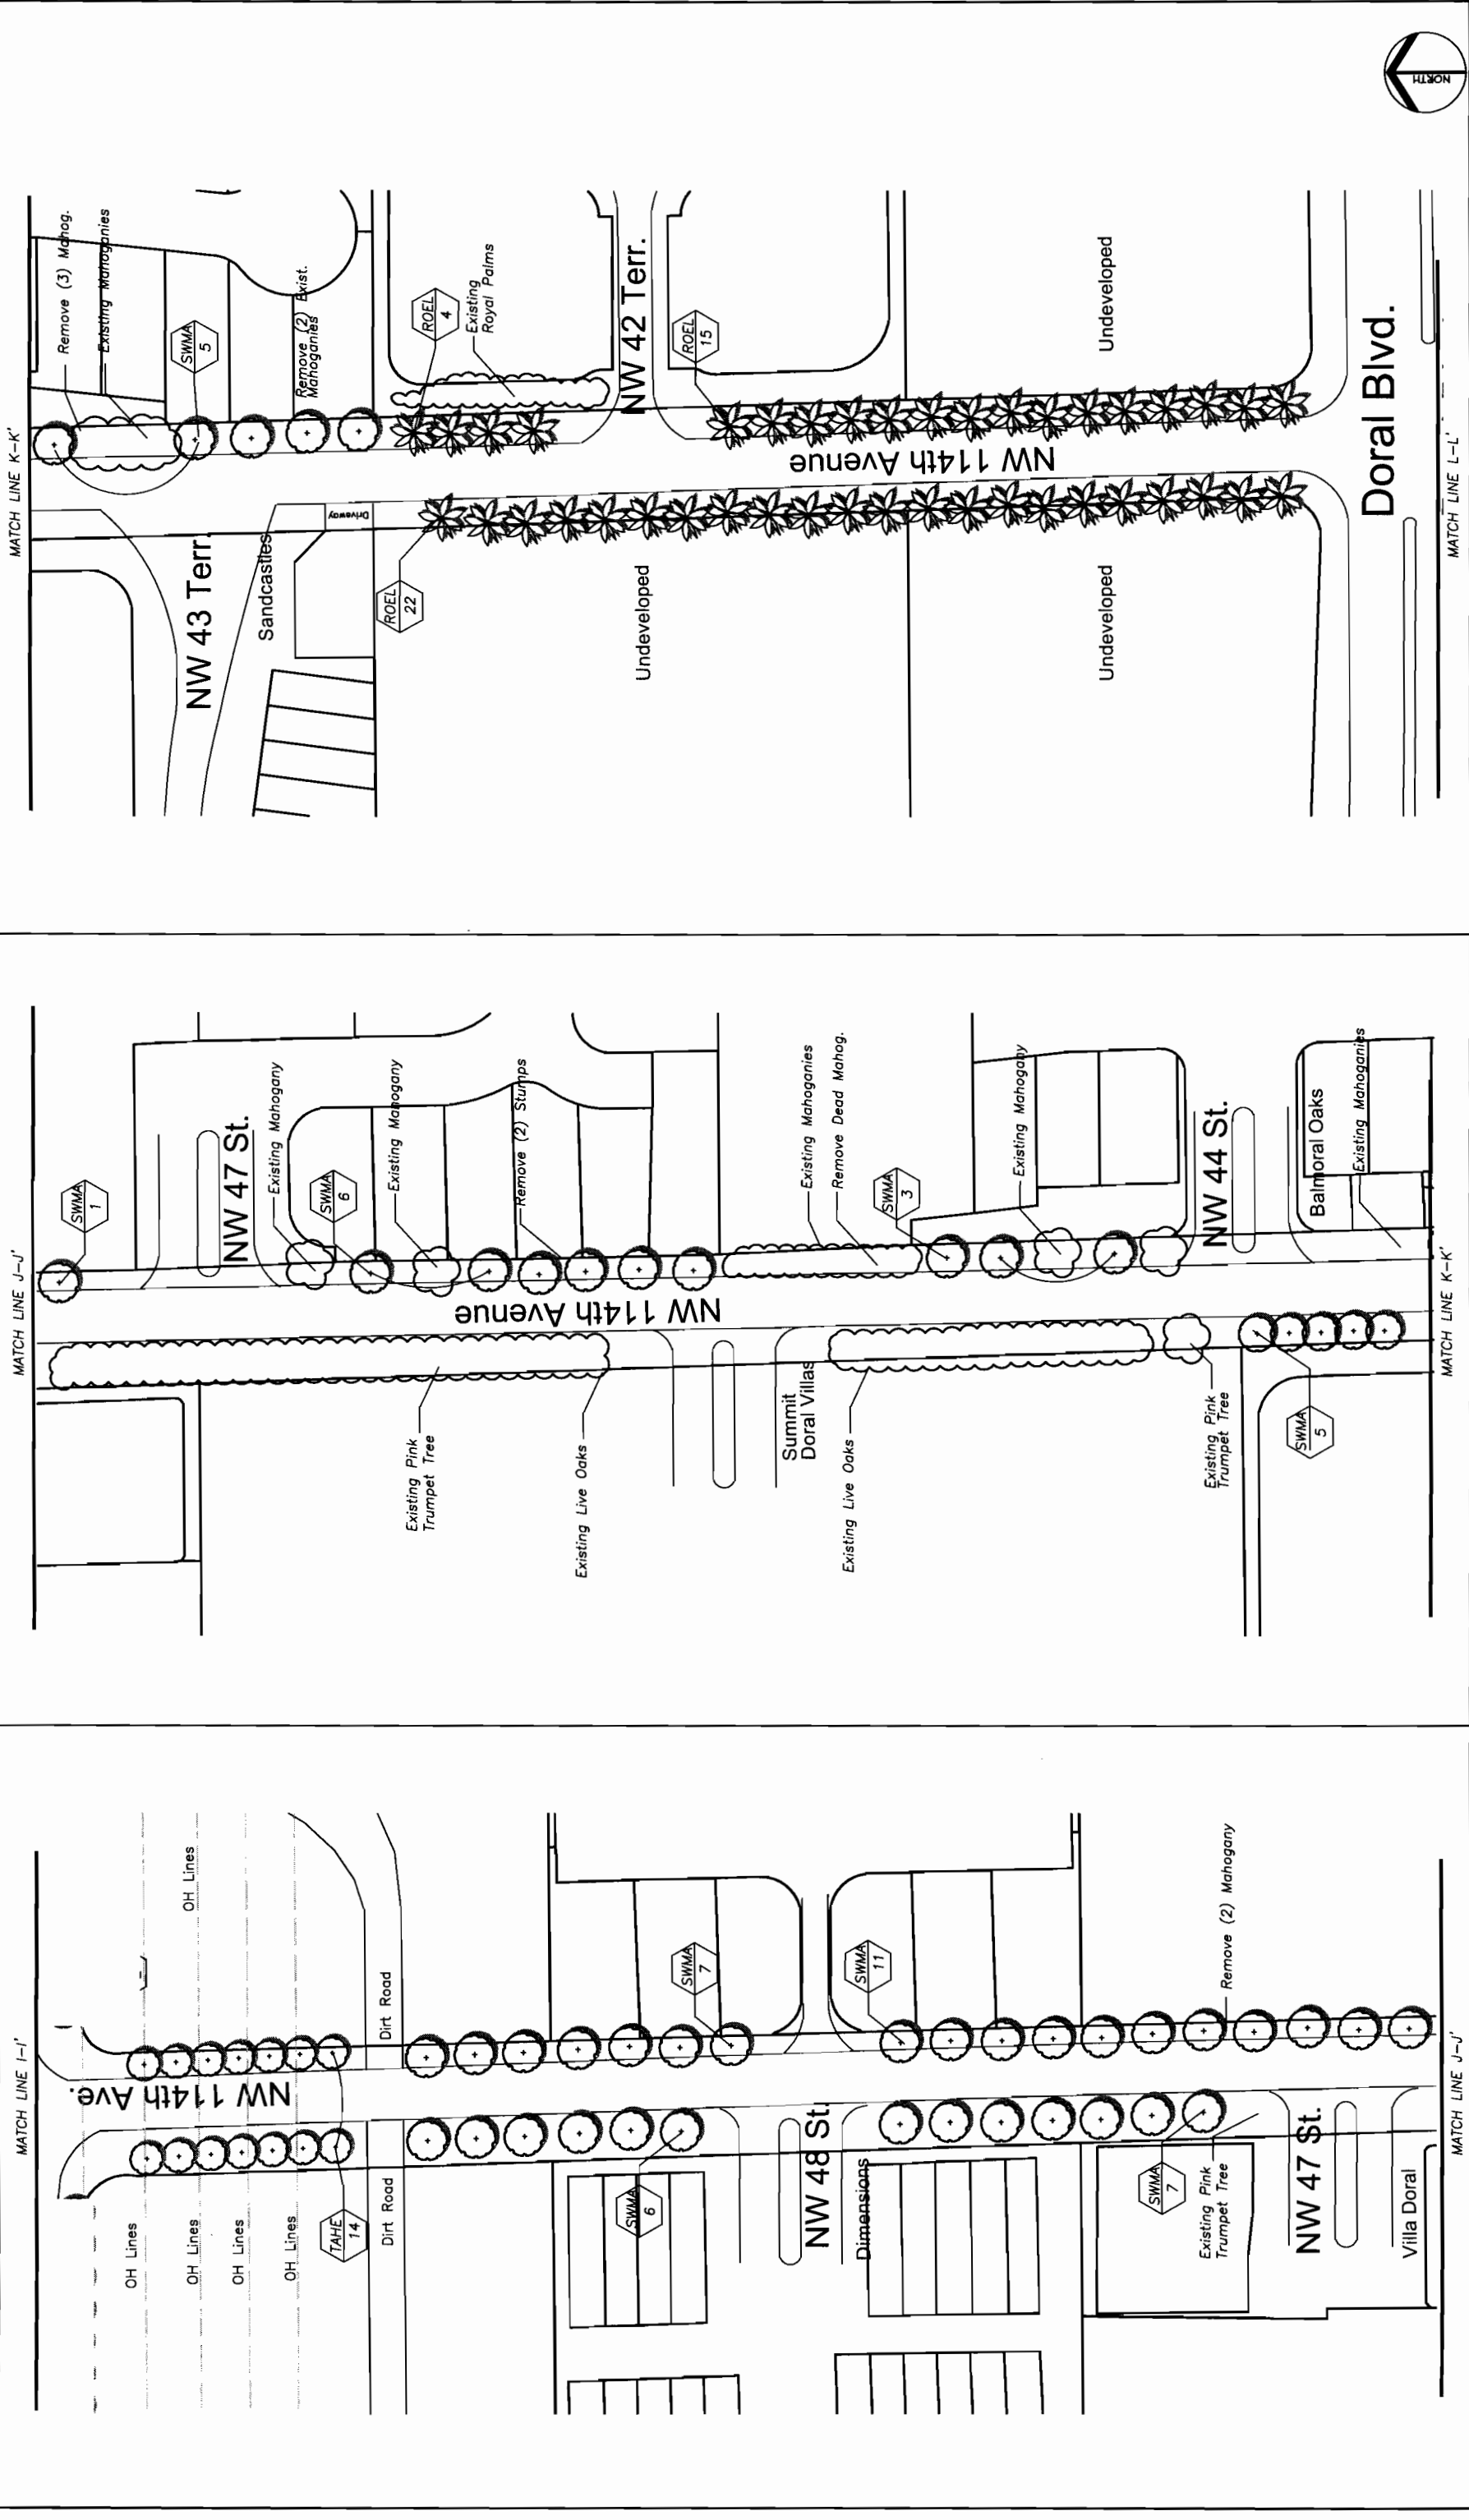 NORTH
MATCH LINE K-K'
Remove (3) Mahog.
Existing Mahoganies
SWMA
5
Remove (2) Exist.
Mahoganies
ROEL
4
Existing
Royal Palms
NW 42 Terr.
ROEL
15
Undeveloped
NW 114th Avenue
Driveway
NW 43 Terr.
Sandcastles
ROEL
22
Undeveloped
Undeveloped
Doral Blvd.
MATCH LINE L-L'
MATCH LINE J-J'
SWMA
1
NW 47 St.
Existing Mahogany
SWMA
6
Existing Mahogany
Remove (2) Stumps
Existing Mahoganies
Remove Dead Mahog.
SWMA
3
Existing Mahogany
NW 44 St.
Balmoral Oaks
Existing Mahoganies
NW 114th Avenue
Existing Pink
Trumpet Tree
Existing Live Oaks
Summit
Doral Villas
Existing Live Oaks
Existing Pink
Trumpet Tree
SWMA
5
MATCH LINE K-K'
MATCH LINE I-I'
OH Lines
Dirt Road
SWMA
7
SWMA
11
Remove (2) Mahogany
NW 114th Ave.
OH Lines
OH Lines
OH Lines
OH Lines
TAHE
14
Dirt Road
SWMA
6
NW 48 St.
Dimensions
SWMA
7
Existing Pink
Trumpet Tree
NW 47 St.
Villa Doral
MATCH LINE J-J'